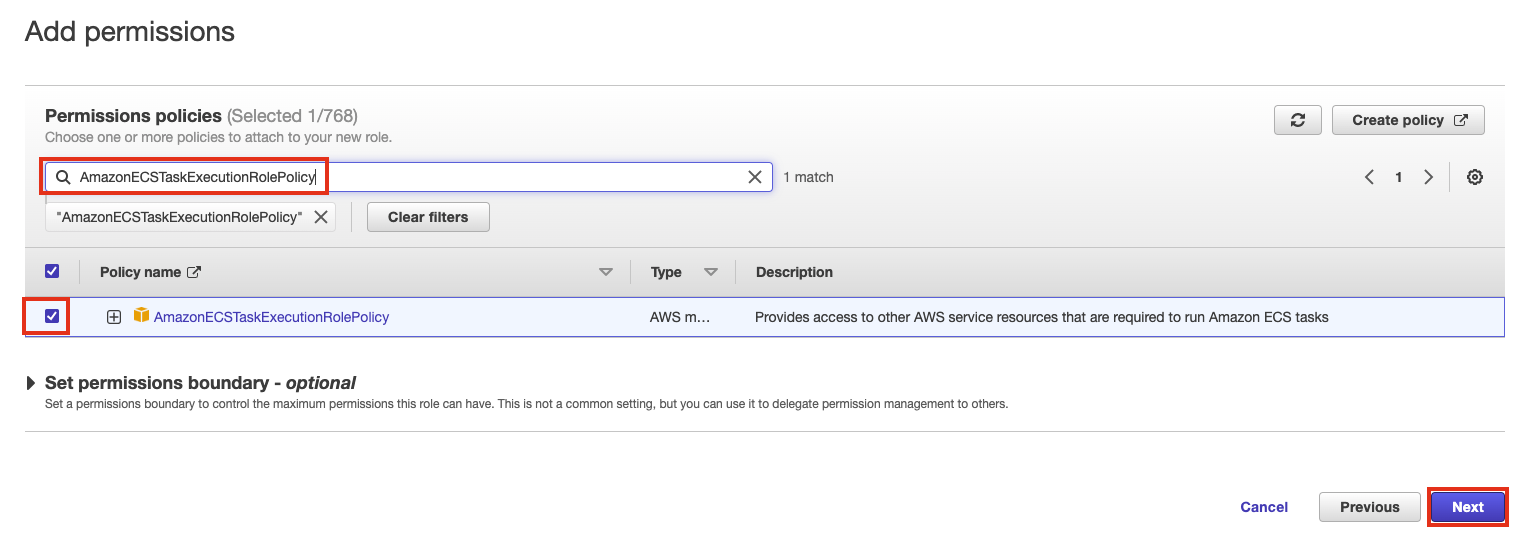 Add permissions
Permissions policies (Selected 1/768)
Choose one or more policies to attach to your new role.
Create policy
AmazonECSTaskExecutionRolePolicy
1 match
1
"AmazonECSTaskExecutionRolePolicy"
Clear filters
Policy name
Type
Description
AmazonECSTaskExecutionRolePolicy
AWS m...
Provides access to other AWS service resources that are required to run Amazon ECS tasks
Set permissions boundary - optional
Set a permissions boundary to control the maximum permissions this role can have. This is not a common setting, but you can use it to delegate permission management to others.
Cancel
Previous
Next